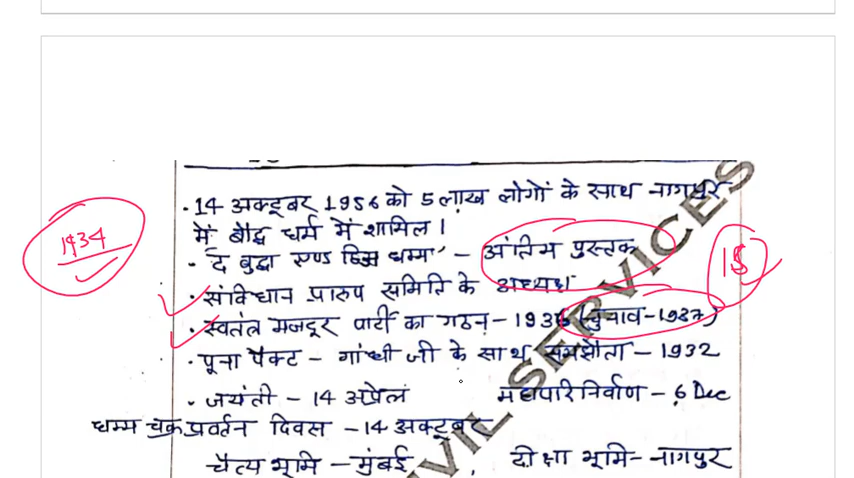 · 14 अक्टूबर 1956 को 5 लाख लोगों के साथ नागपुर
में बौद्ध धर्म में शामिल।
· 'द बुद्धा एण्ड हिज धम्मा' – अंतिम पुस्तक
· संविधान प्रारुप समिति के अध्यक्ष
· स्वतंत्र मजदूर पार्टी का गठन – 1936 (चुनाव-1937)
· पूना पैक्ट – गांधी जी के साथ समझौता – 1932
· जयंती – 14 अप्रेल महापारिनिर्वाण – 6 Dec
धम्म चक्र प्रवर्तन दिवस – 14 अक्टूबर
चैत्य भूमि – मुंबई, दीक्षा भूमि – नागपुर
1934
15
CIVIL SERVICES